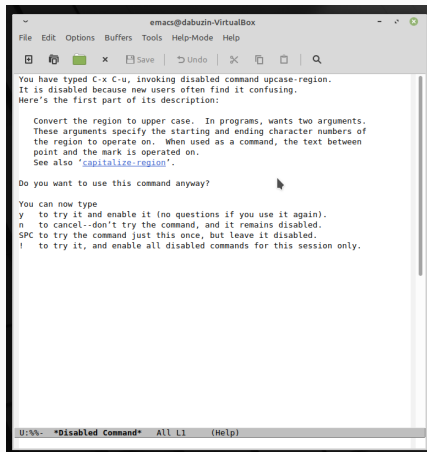 emacs@dabuzin-VirtualBox
File Edit Options Buffers Tools Help-Mode Help
Save Undo
You have typed C-x C-u, invoking disabled command upcase-region.
It is disabled because new users often find it confusing.
Here's the first part of its description:
Convert the region to upper case. In programs, wants two arguments.
These arguments specify the starting and ending character numbers of
the region to operate on. When used as a command, the text between
point and the mark is operated on.
See also ‘capitalize-region’.
Do you want to use this command anyway?
You can now type
y to try it and enable it (no questions if you use it again).
n to cancel--don't try the command, and it remains disabled.
SPC to try the command just this once, but leave it disabled.
! to try it, and enable all disabled commands for this session only.
U:%%- *Disabled Command* All L1 (Help)